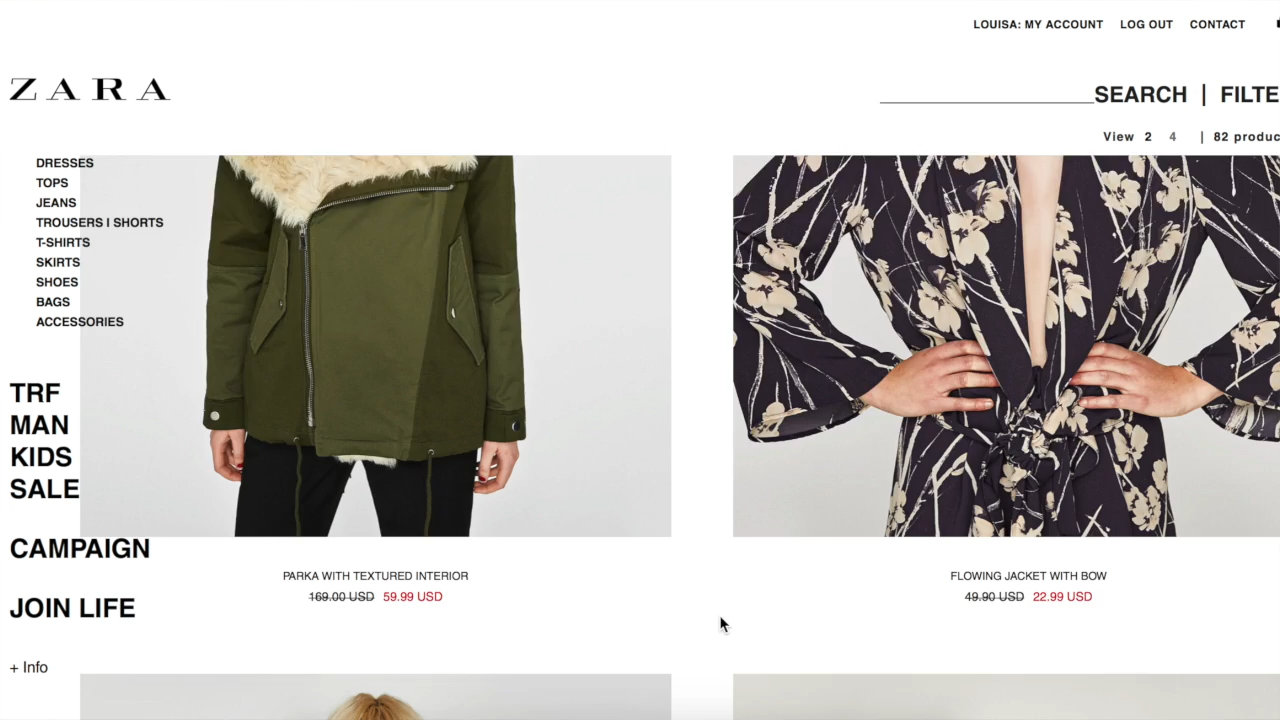 LOUISA: MY ACCOUNT LOG OUT CONTACT
ZARA
SEARCH | FILTE
View 2 4 | 82 produc
DRESSES
TOPS
JEANS
TROUSERS I SHORTS
T-SHIRTS
SKIRTS
SHOES
BAGS
ACCESSORIES
TRF
MAN
KIDS
SALE
CAMPAIGN
JOIN LIFE
+ Info
PARKA WITH TEXTURED INTERIOR
169.00 USD 59.99 USD
FLOWING JACKET WITH BOW
49.90 USD 22.99 USD